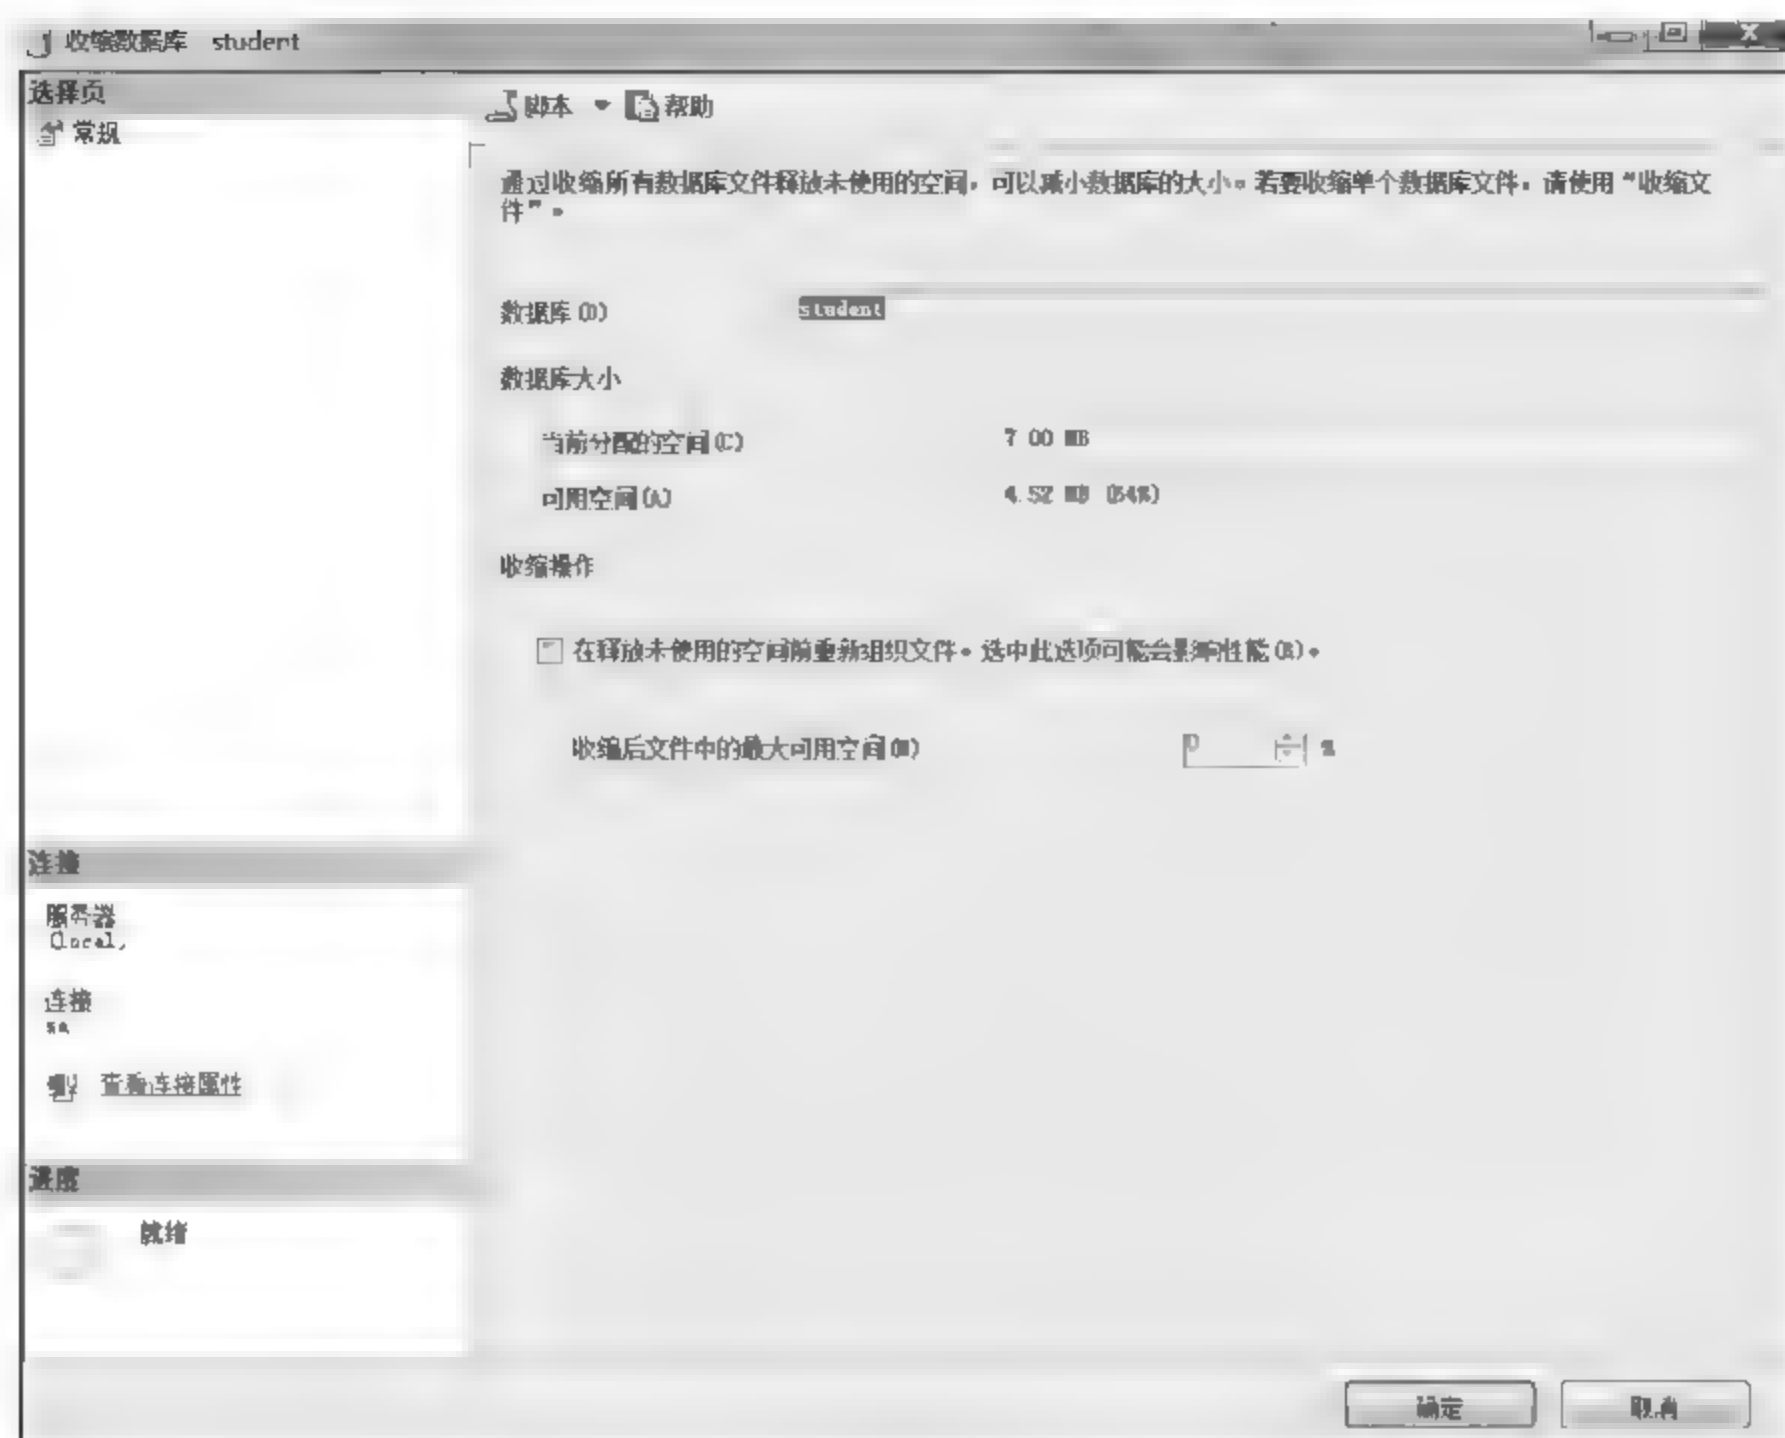 收缩数据库 student
选择页
常规
脚本 帮助
通过收缩所有数据库文件释放未使用的空间，可以减小数据库的大小。若要收缩单个数据库文件，请使用“收缩文
件”。
数据库(D)
student
数据库大小
当前分配的空间(C)
7 00 MB
可用空间(A)
4.52 MB (64%)
收缩操作
在释放未使用的空间前重新组织文件。选中此选项可能会影响性能(R)。
收缩后文件中的最大可用空间(M)
0 %
连接
服务器
(local)
连接
sa
查看连接属性
进度
就绪
确定
取消